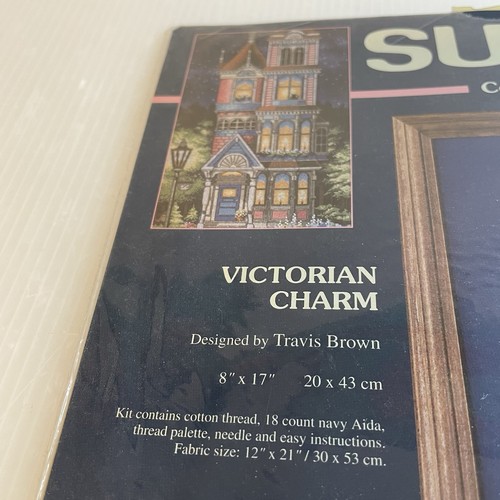 VICTORIAN
CHARM
Designed by Travis Brown
8" x 17" 20 x 43 cm
Kit contains cotton thread, 18 count navy Aida,
thread palette, needle and easy instructions.
Fabric size: 12" x 21" / 30 x 53 cm.